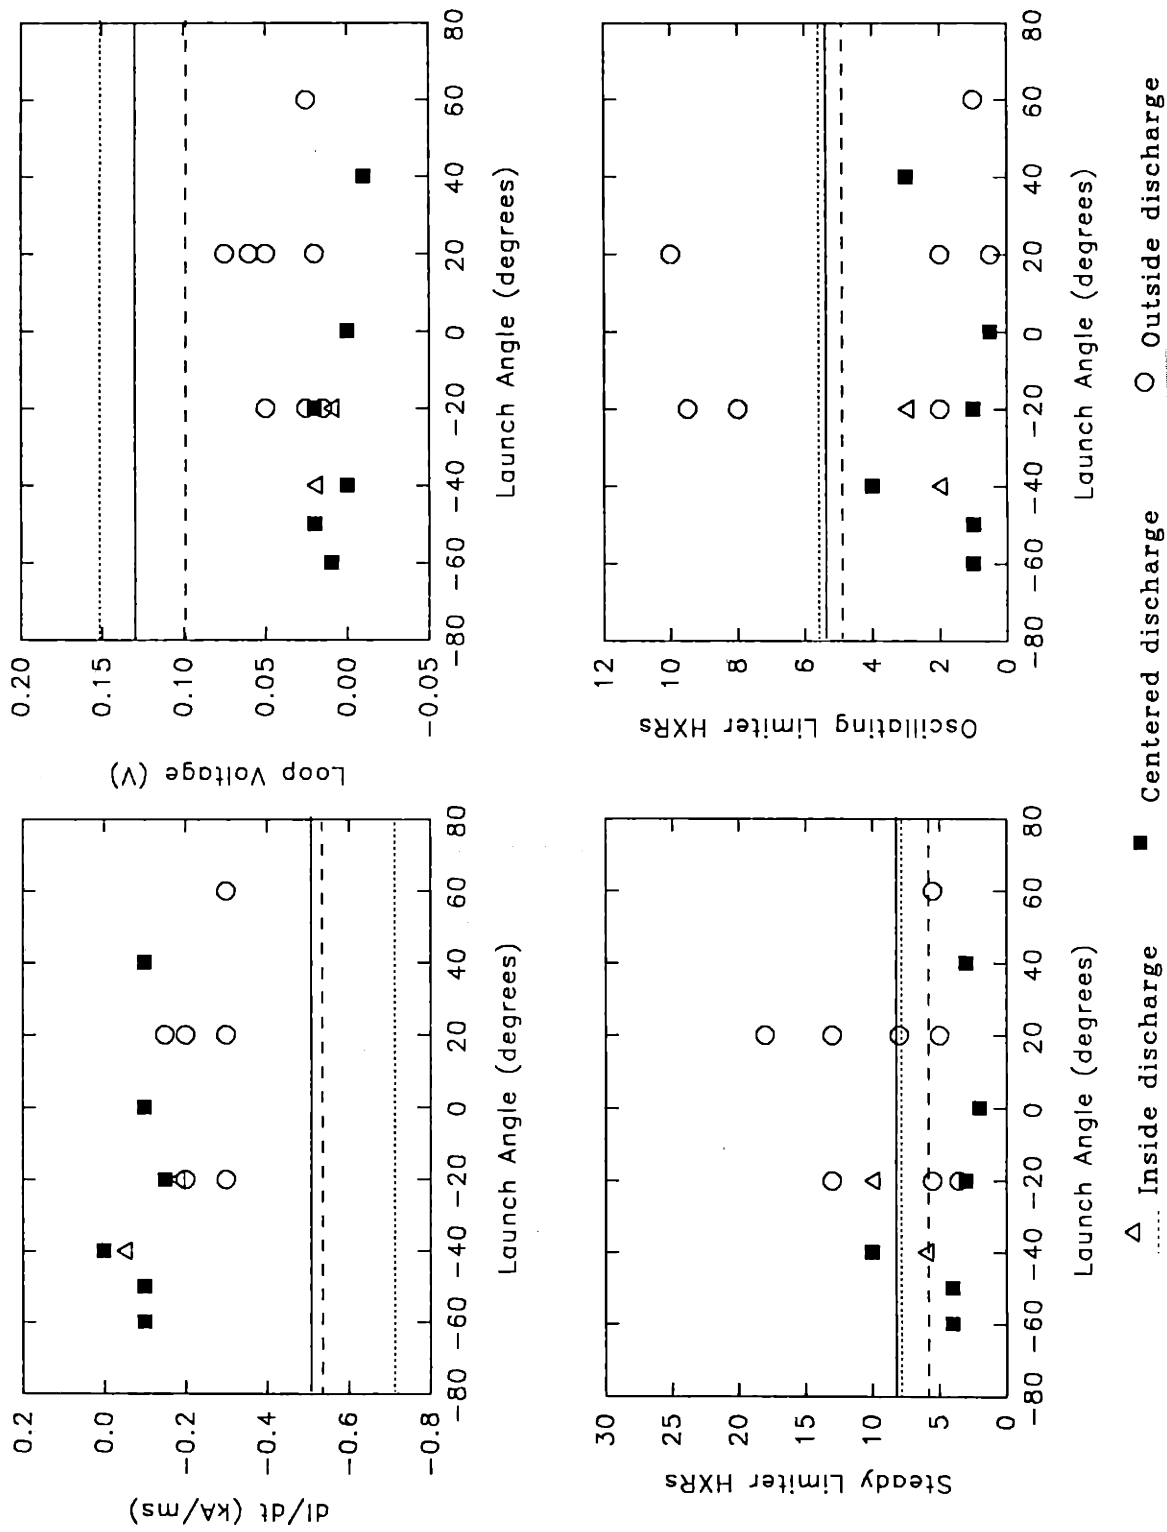 dI/dt (kA/ms)
0.2
0.0
-0.2
-0.4
-0.6
-0.8
-80 -60 -40 -20 0 20 40 60 80
Launch Angle (degrees)
Loop Voltage (V)
0.20
0.15
0.10
0.05
0.00
-0.05
-80 -60 -40 -20 0 20 40 60 80
Launch Angle (degrees)
Steady Limiter HXRs
30
25
20
15
10
5
0
-80 -60 -40 -20 0 20 40 60 80
Launch Angle (degrees)
Oscillating Limiter HXRs
12
10
8
6
4
2
0
-80 -60 -40 -20 0 20 40 60 80
Launch Angle (degrees)
Inside discharge
Centered discharge
Outside discharge